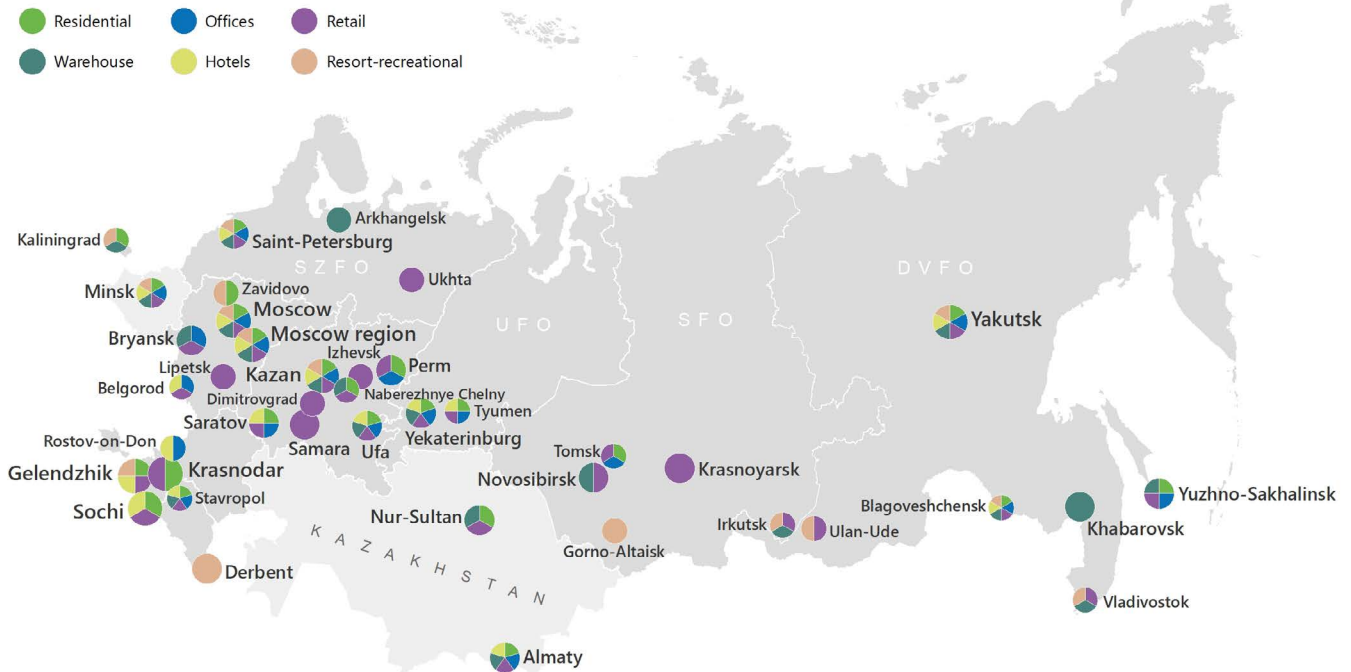 Residential
Offices
Retail
Warehouse
Hotels
Resort-recreational
Arkhangelsk
Kaliningrad
Saint-Petersburg
SZFO
DVFO
Ukhta
Minsk
Zavidovo
Moscow
UFO
SFO
Yakutsk
Bryansk
Moscow region
Izhevsk
Lipetsk
Kazan
Perm
Belgorod
Naberezhnye Chelny
Dimitrovgrad
Tyumen
Saratov
Yekaterinburg
Rostov-on-Don
Samara
Ufa
Tomsk
Gelendzhik
Krasnodar
Krasnoyarsk
Novosibirsk
Stavropol
Yuzhno-Sakhalinsk
Sochi
Blagoveshchensk
Nur-Sultan
Irkutsk
Ulan-Ude
Khabarovsk
KAZAKHSTAN
Gorno-Altaisk
Derbent
Vladivostok
Almaty